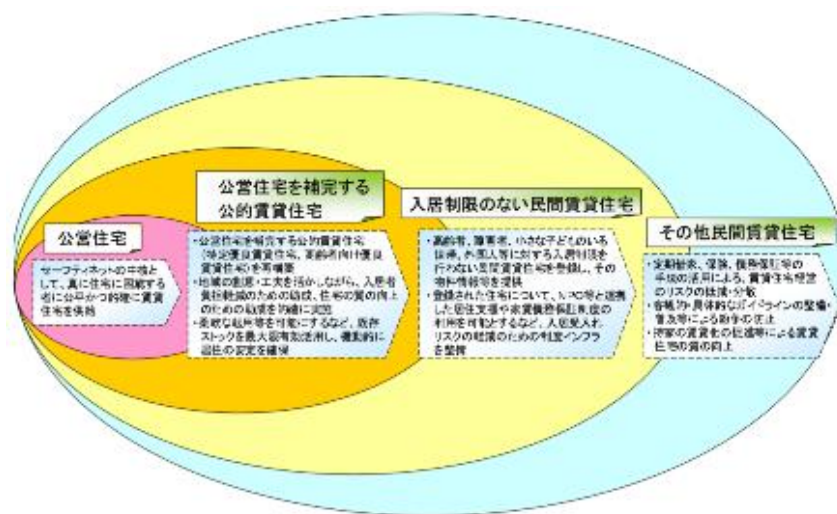 公営住宅
セーフティネットの中核と
して、真に住宅に困窮する
者に公平かつ的確に賃貸
住宅を供給
公営住宅を補完する
公的賃貸住宅
・公営住宅を補完する公的賃貸住宅
(特定優良賃貸住宅、高齢者向け優良
賃貸住宅)を再構築
・地域の創意・工夫を活かしながら、入居者
負担軽減のための助成、住宅の質の向上
のための助成を的確に実施
・柔軟な転用等を可能にするなど、既存
ストックを最大限有効活用し、機動的に
居住の安定を確保
入居制限のない民間賃貸住宅
・高齢者、障害者、小さな子どものいる
世帯、外国人等に対する入居制限を
行わない民間賃貸住宅を登録し、その
物件情報等を提供
・登録された住宅について、NPO等と連携
した居住支援や家賃債務保証制度の
利用を可能とするなど、入居受入れ
リスクの軽減のための制度インフラ
を整備
その他民間賃貸住宅
・定期借家、保険、債務保証等の
手法の活用による、賃貸住宅経営
のリスクの軽減・分散
・客観的・具体的なガイドラインの整備・
普及等による紛争の防止
・持家の賃貸化の促進等による賃貸
住宅の質の向上